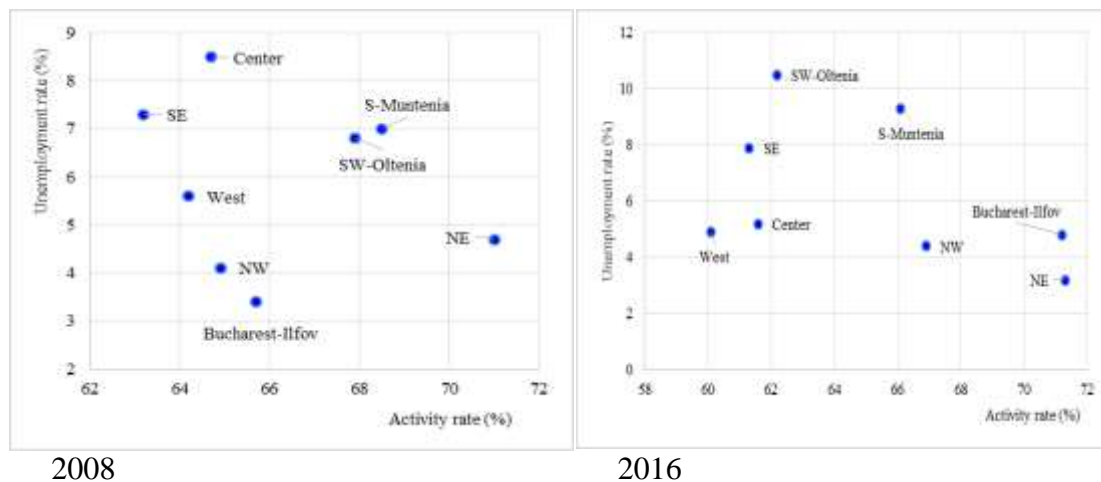 9
8
7
6
5
4
3
2
Unemployment rate (%)
Center
SE
S-Muntenia
SW-Oltenia
West
NE
NW
Bucharest-Ilfov
62 64 66 68 70 72
Activity rate (%)
2008
12
10
8
6
4
2
0
Unemployment rate (%)
SW-Oltenia
S-Muntenia
SE
Center
West
Bucharest-Ilfov
NW
NE
58 60 62 64 66 68 70 72
Activity rate (%)
2016